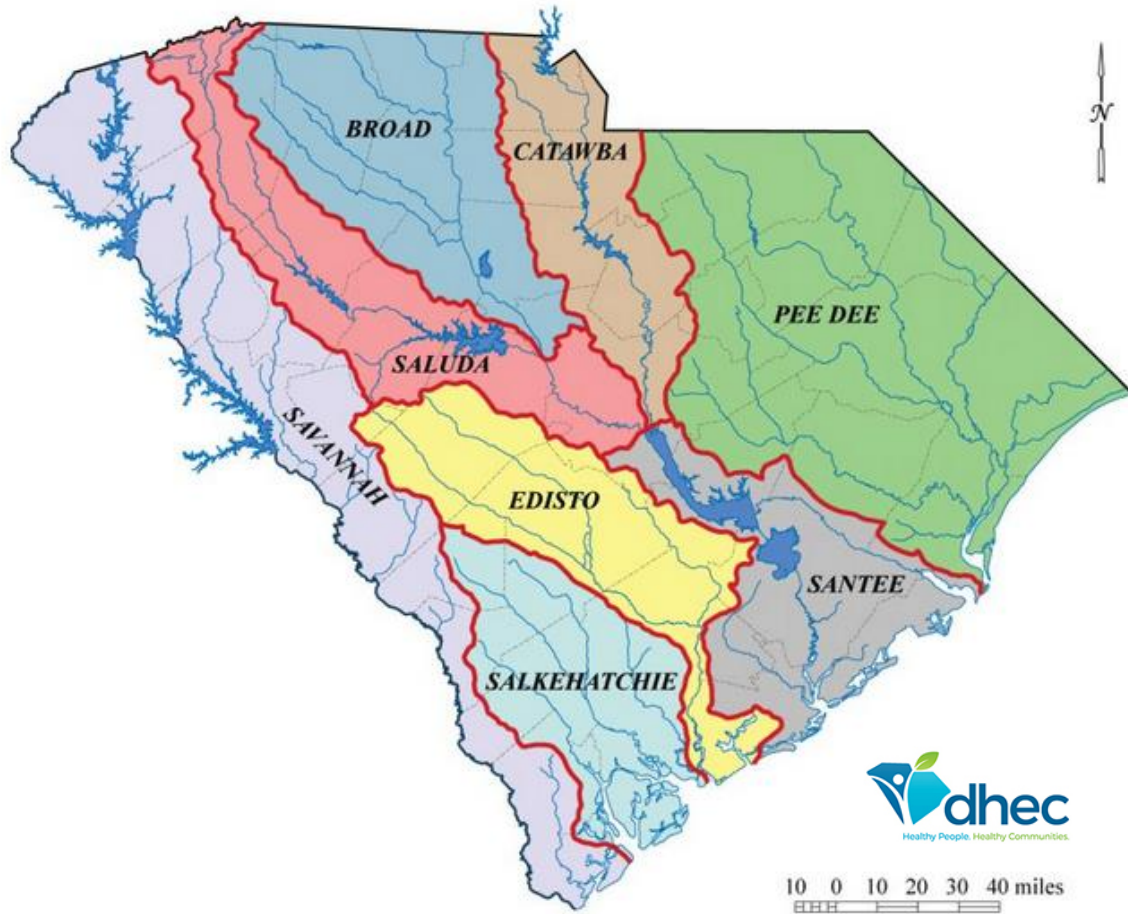 BROAD
CATAWBA
N
PEE DEE
SALUDA
SAVANNAH
EDISTO
SANTEE
SALKEHATCHIE
dhec
Healthy People. Healthy Communities.
10 0 10 20 30 40 miles